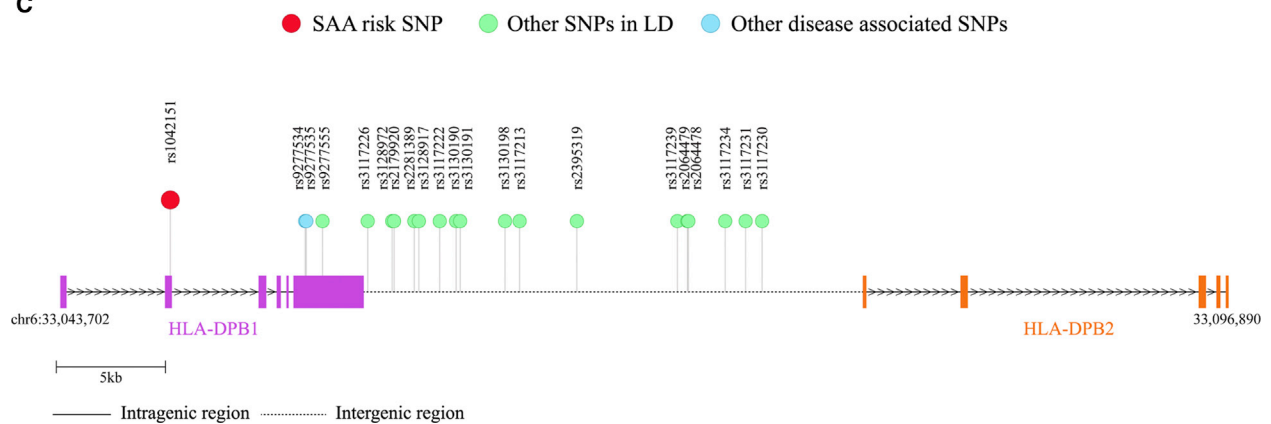 C
SAA risk SNP
Other SNPs in LD
Other disease associated SNPs
rs1042151
rs9277534
rs9277535
rs9277555
rs3117226
rs3128972
rs2179920
rs2281389
rs3128917
rs3117222
rs3130190
rs3130191
rs3130198
rs3117213
rs2395319
rs3117239
rs2064479
rs2064478
rs3117234
rs3117231
rs3117230
chr6:33,043,702
HLA-DPB1
HLA-DPB2
33,096,890
5kb
Intragenic region
Intergenic region